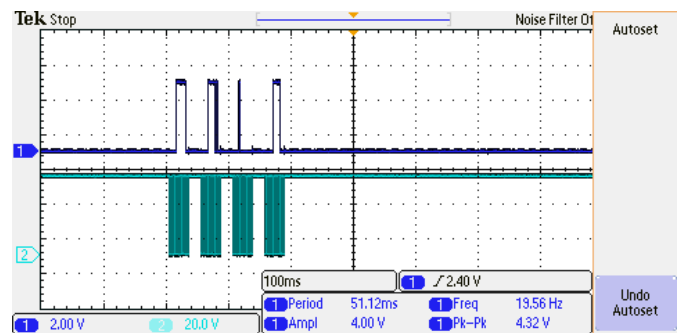 Tek Stop
Noise Filter Of
Autoset
1
2
100ms
1 2.40 V
1 Period 51.12ms 1 Freq 19.56 Hz
1 Ampl 4.00 V 1 Pk-Pk 4.32 V
1 2.00 V 2 20.0 V
Undo
Autoset